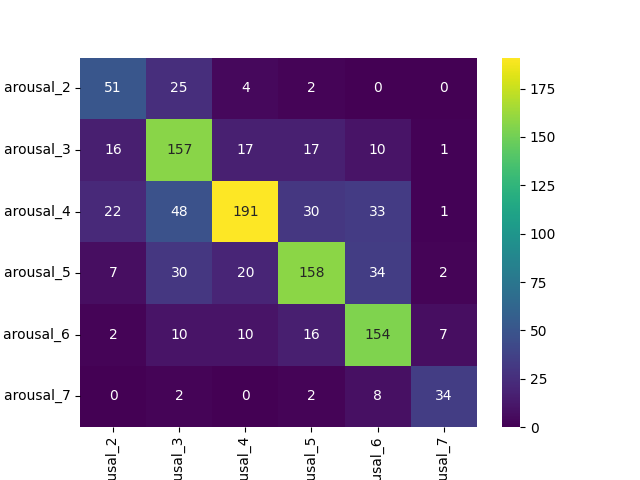 arousal_2 51 25 4 2 0 0
arousal_3 16 157 17 17 10 1
arousal_4 22 48 191 30 33 1
arousal_5 7 30 20 158 34 2
arousal_6 2 10 10 16 154 7
arousal_7 0 2 0 2 8 34
usal_2 usal_3 usal_4 usal_5 usal_6 usal_7
175
150
125
100
75
50
25
0